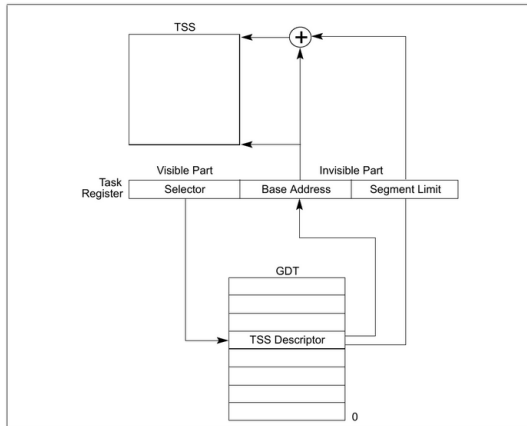 TSS
+
Visible Part
Invisible Part
Task
Register
Selector
Base Address
Segment Limit
GDT
TSS Descriptor
0